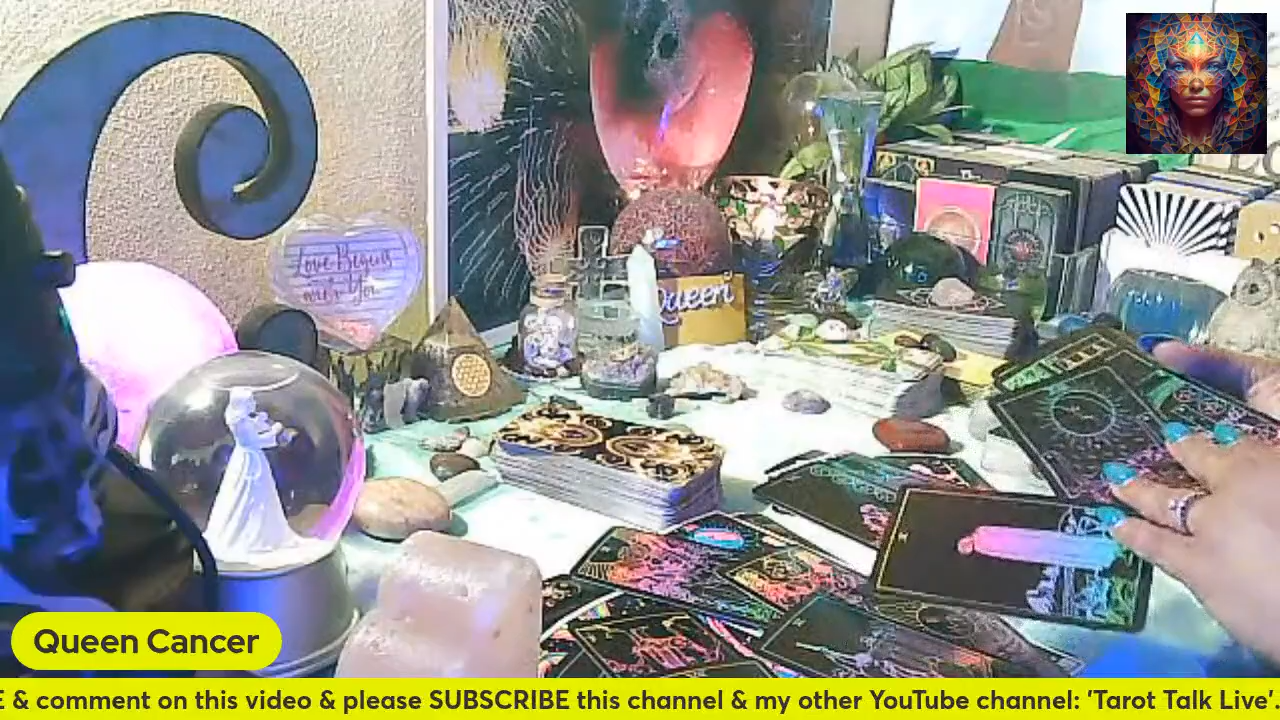 Love Begins
with You
Queen
Queen Cancer
E & comment on this video & please SUBSCRIBE this channel & my other YouTube channel: 'Tarot Talk Live'.